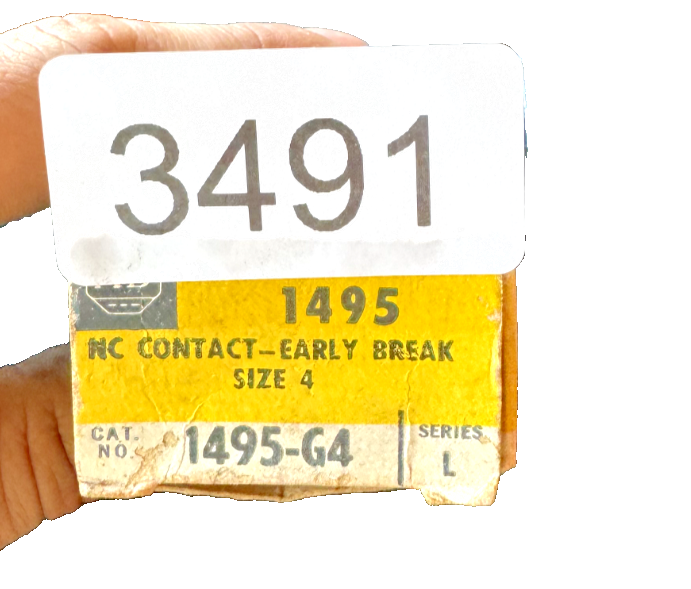 3491
1495
NC CONTACT-EARLY BREAK
SIZE 4
CAT. NO. 1495-G4
SERIES L